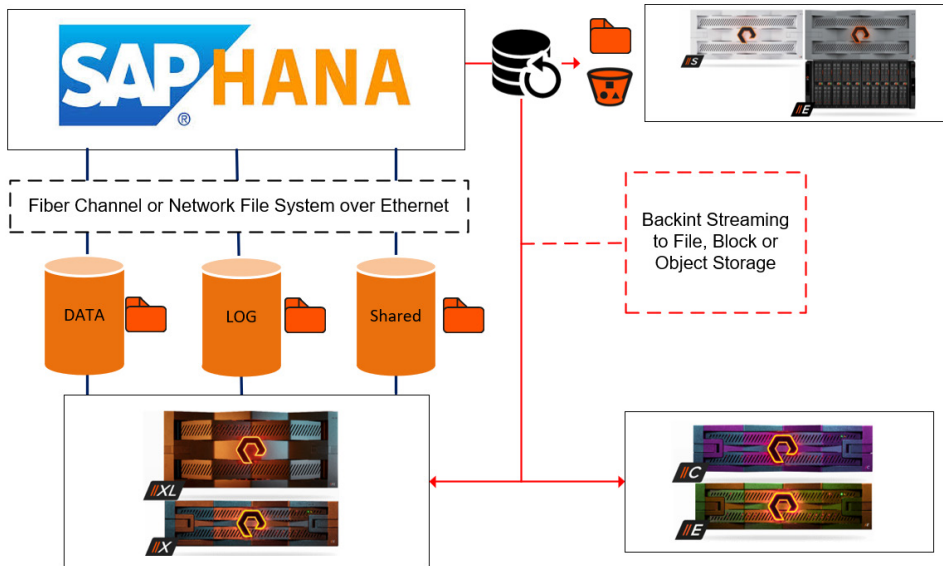 SAP HANA
®
//S
//E
Fiber Channel or Network File System over Ethernet
Backint Streaming
to File, Block or
Object Storage
DATA
LOG
Shared
//XL
//X
//C
//E